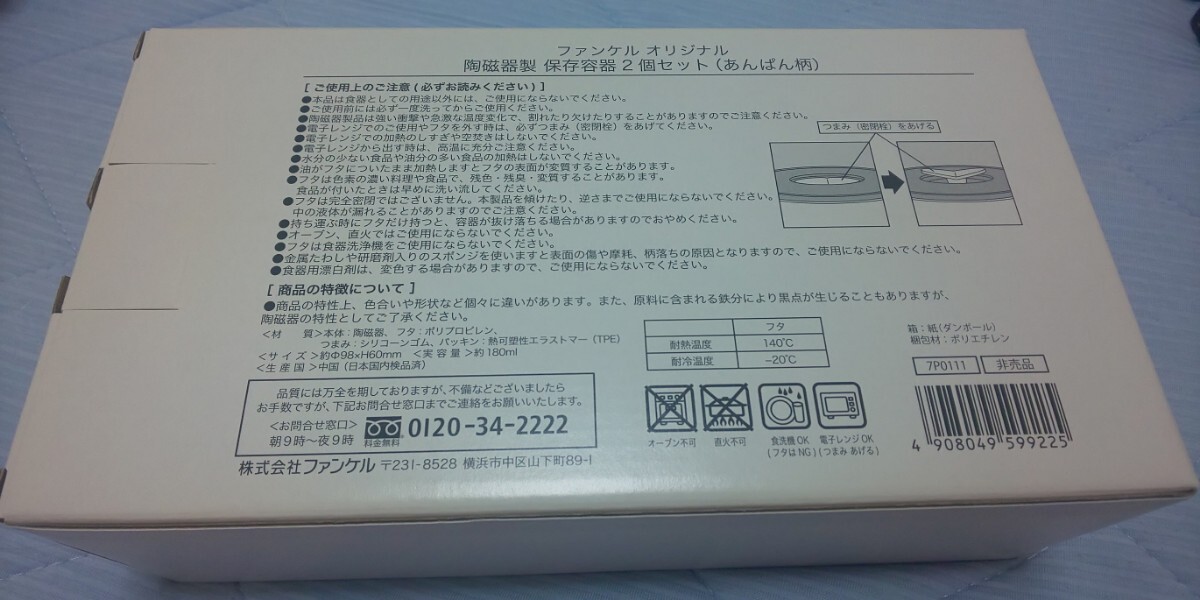 ファンケル オリジナル
陶磁器製 保存容器2個セット（あんぱん柄）
[ ご使用上のご注意 (必ずお読みください) ]
●本品は食器としての用途以外には、ご使用にならないでください。
●ご使用前には必ず一度洗ってからご使用ください。
●陶磁器製品は強い衝撃や急激な温度変化で、割れたり欠けたりすることがありますのでご注意ください。
●電子レンジでのご使用やフタを外す時は、必ずつまみ（密閉栓）をあげてください。
●電子レンジでの加熱のしすぎや空焚きはしないでください。
●電子レンジから出す時は、高温に充分ご注意ください。
●水分の少ない食品や油分の多い食品の加熱はしないでください。
●油がフタについたまま加熱しますとフタの表面が変質することがあります。
●フタは色素の濃い料理や食品で、残色・残臭・変質することがあります。
食品が付いたときは早めに洗い流してください。
●フタは完全密閉ではございません。本製品を傾けたり、逆さまでご使用にならないでください。
中の液体が漏れることがありますのでご注意ください。
●持ち運ぶ時にフタだけ持つと、容器が抜け落ちる場合がありますのでおやめください。
●オーブン、直火ではご使用にならないでください。
●フタは食器洗浄機をご使用にならないでください。
●金属たわしや研磨剤入りのスポンジを使いますと表面の傷や摩耗、柄落ちの原因となりますので、ご使用にならないでください。
●食器用漂白剤は、変色する場合がありますので、ご使用にならないでください。
つまみ（密閉栓）をあげる
[ 商品の特徴について ]
●商品の特性上、色合いや形状など個々に違いがあります。また、原料に含まれる鉄分により黒点が生じることもありますが、
陶磁器の特性としてご了承ください。
＜材　質＞本体：陶磁器、フタ：ポリプロピレン、
つまみ：シリコーンゴム、パッキン：熱可塑性エラストマー（TPE）
＜サイズ＞約Φ98×H60mm ＜実容量＞約180ml
＜生産国＞中国（日本国内検品済）
フタ
耐熱温度 140℃
耐冷温度 −20℃
箱：紙（ダンボール）
梱包材：ポリエチレン
7P0111 非売品
品質には万全を期しておりますが、不備などございましたら
お手数ですが、下記お問合せ窓口までご連絡をお願いいたします。
＜お問合せ窓口＞
朝9時〜夜9時
料金無料
0120-34-2222
株式会社ファンケル 〒231-8528 横浜市中区山下町89-1
オーブン不可
直火不可
食洗機OK
(フタはNG)
電子レンジOK
(つまみ あげる)
4 908049 599225